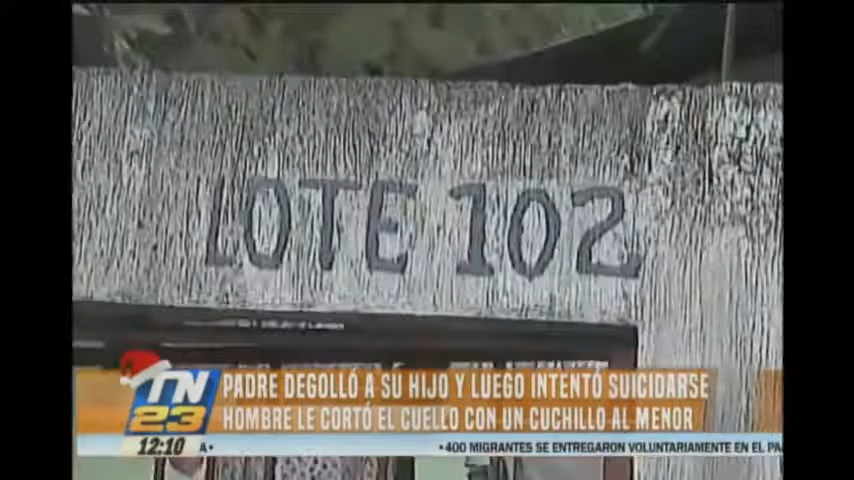 LOTE 102
PADRE DEGOLLÓ A SU HIJO Y LUEGO INTENTÓ SUICIDARSE
TN
23
HOMBRE LE CORTÓ EL CUELLO CON UN CUCHILLO AL MENOR
12:10
A• •400 MIGRANTES SE ENTREGARON VOLUNTARIAMENTE EN EL PA